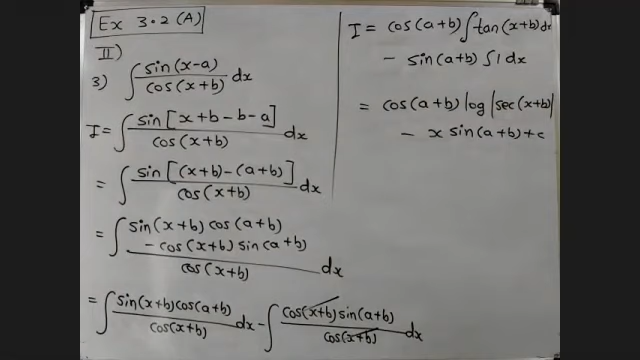 Ex 3.2 (A)
II)
3) ∫ sin(x-a)/cos(x+b) dx
I = ∫ sin[x+b-b-a]/cos(x+b) dx
= ∫ sin[(x+b)-(a+b)]/cos(x+b) dx
= ∫ sin(x+b) cos(a+b)
-cos(x+b) sin(a+b)
/cos(x+b) dx
= ∫ sin(x+b)cos(a+b)/cos(x+b) dx - ∫ cos(x+b)sin(a+b)/cos(x+b) dx
I = cos(a+b) ∫ tan(x+b) dx
- sin(a+b) ∫ 1 dx
= cos(a+b) log|sec(x+b)|
- x sin(a+b) + c